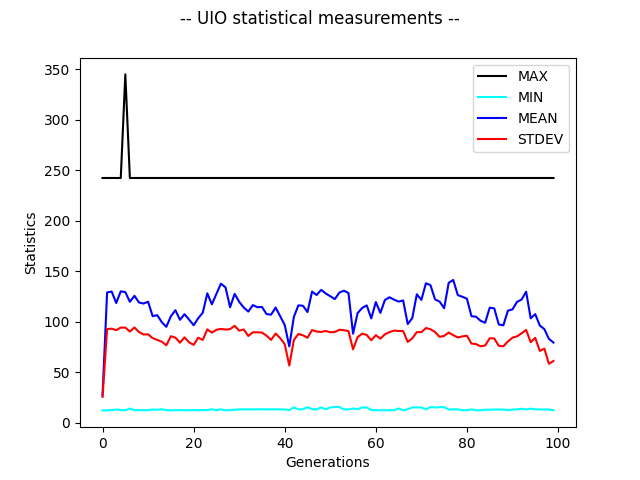 -- UIO statistical measurements --
350
300
250
200
150
100
50
0
Statistics
MAX
MIN
MEAN
STDEV
0 20 40 60 80 100
Generations